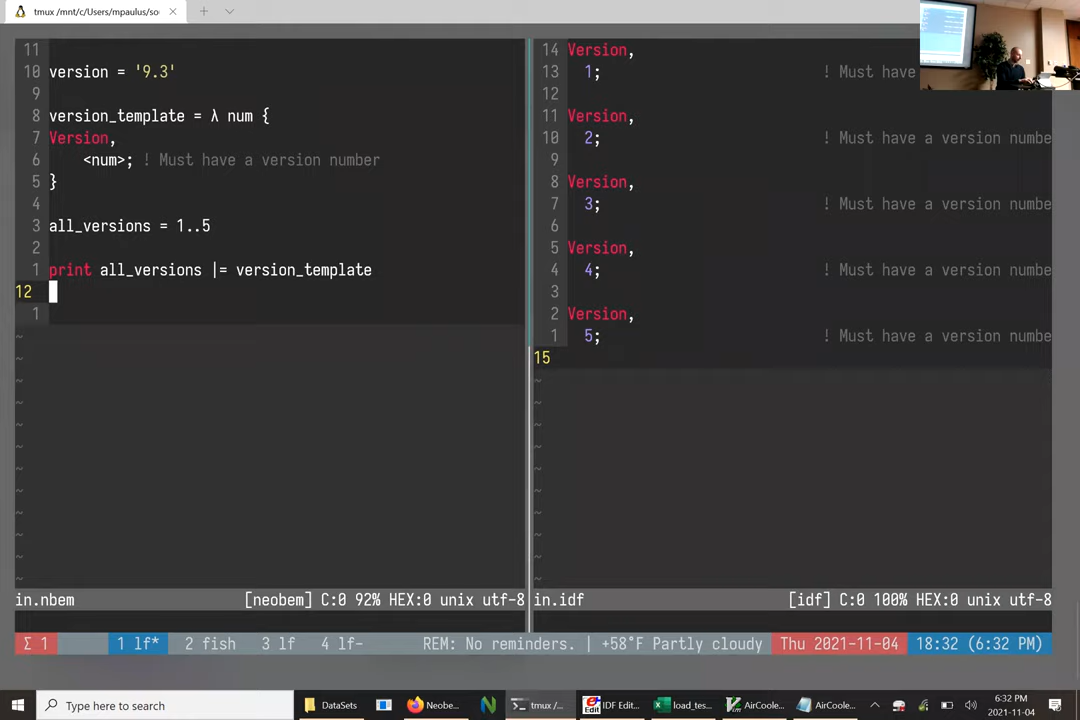 tmux /mnt/c/Users/mpaulus/so
11
10 version = '9.3'
9
8 version_template = λ num {
7 Version,
6 <num>; ! Must have a version number
5 }
4
3 all_versions = 1..5
2
1 print all_versions |= version_template
12
1
~
~
~
~
~
~
~
~
~
~
~
~
in.nbem [neobem] C:0 92% HEX:0 unix utf-8
14 Version,
13 1; ! Must have
12
11 Version,
10 2; ! Must have a version numbe
9
8 Version,
7 3; ! Must have a version numbe
6
5 Version,
4 4; ! Must have a version numbe
3
2 Version,
1 5; ! Must have a version numbe
15
~
~
~
~
~
~
~
~
~
~
in.idf [idf] C:0 100% HEX:0 unix utf-8
Σ 1 1 lf* 2 fish 3 lf 4 lf- REM: No reminders. | +58°F Partly cloudy Thu 2021-11-04 18:32 (6:32 PM)
Type here to search DataSets Neobe... tmux /... IDF Edit... load_tes... AirCoole... AirCoole... 6:32 PM
2021-11-04